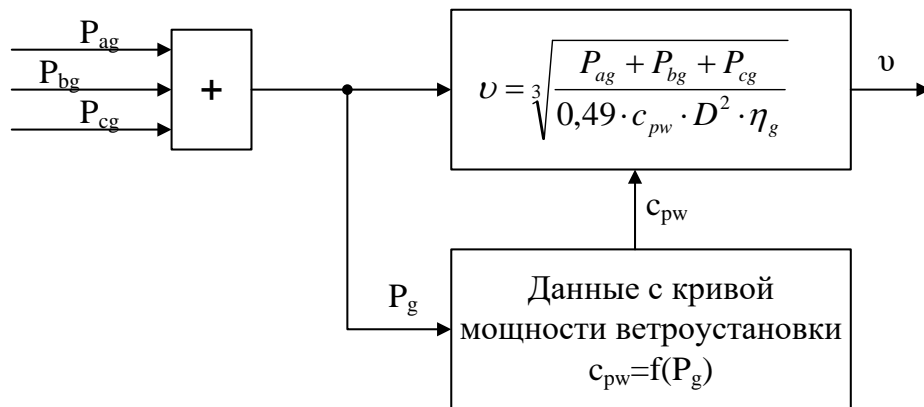 P_ag
P_bg
P_cg
+
υ = ∛((P_ag + P_bg + P_cg) / (0,49 · c_pw · D² · η_g))
υ
c_pw
P_g
Данные с кривой
мощности ветроустановки
c_pw=f(P_g)